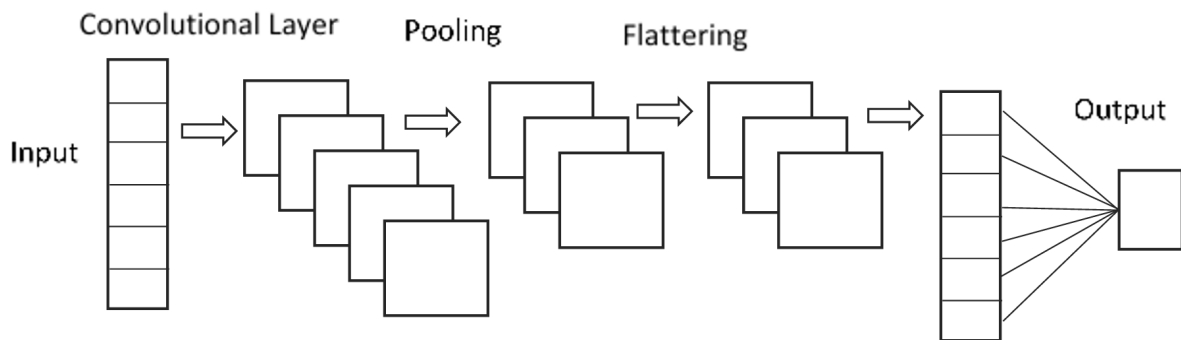 Convolutional Layer
Pooling
Flattering
Input
Output